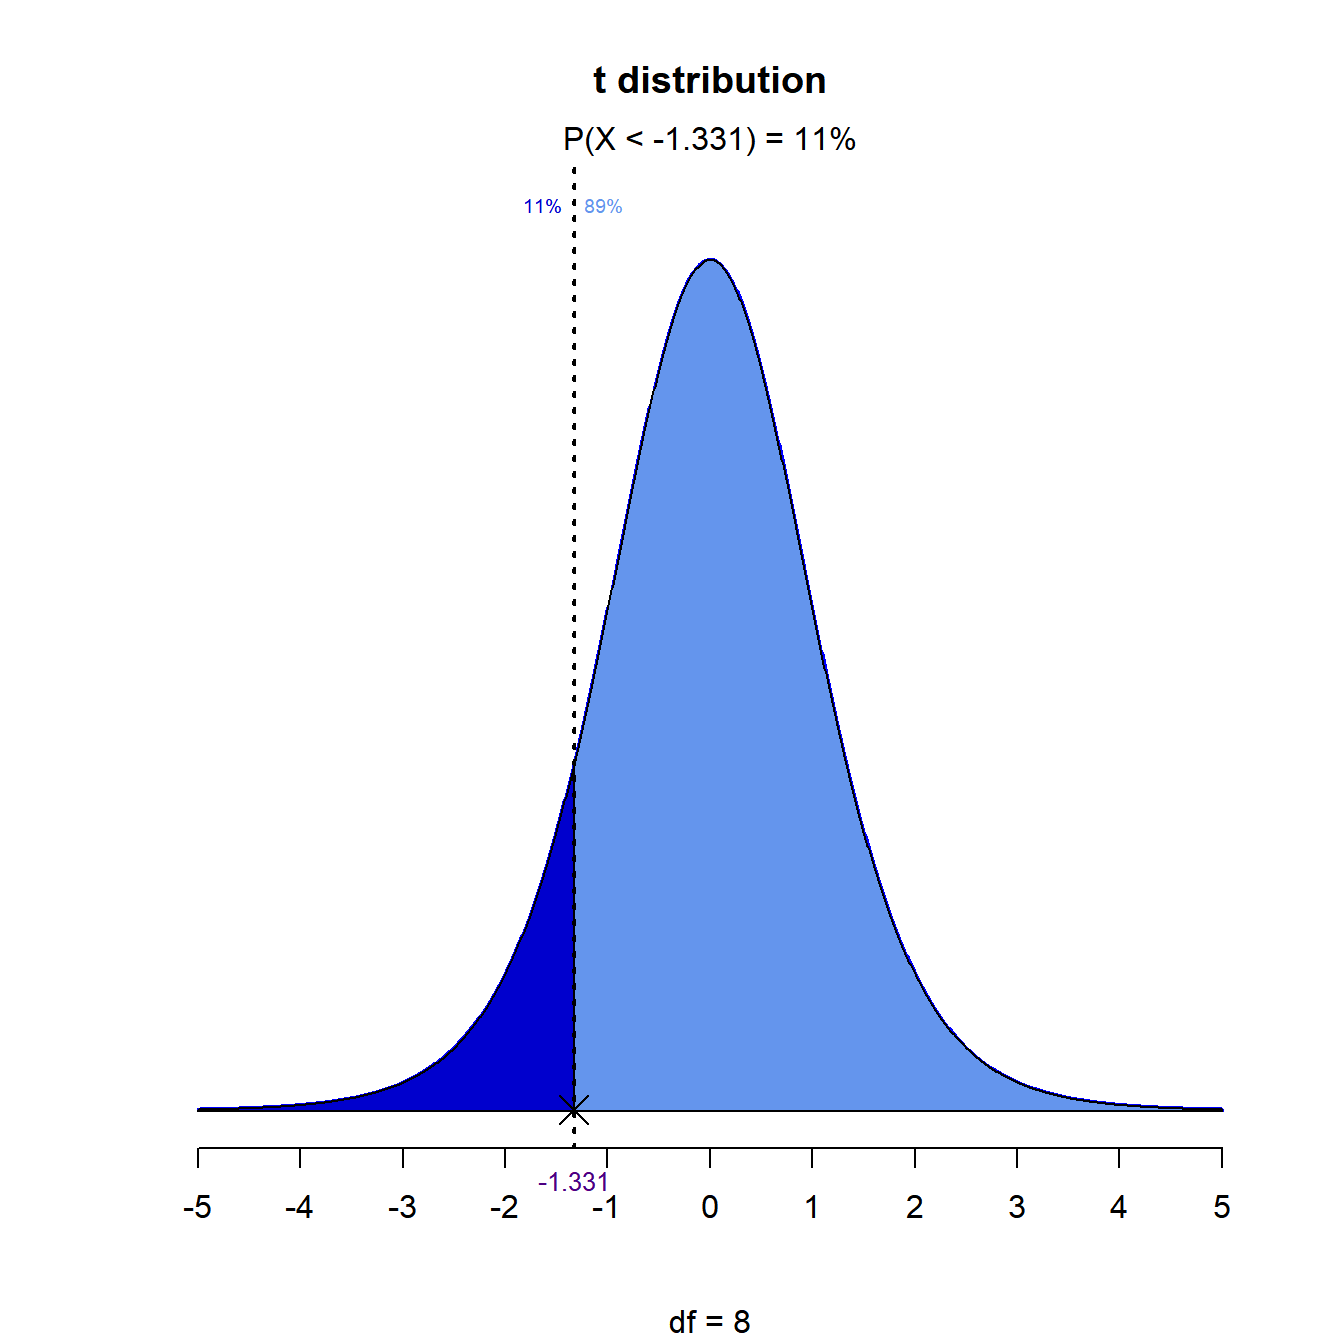 t distribution
P(X < -1.331) = 11%
11% 89%
-1.331
-5 -4 -3 -2 -1 0 1 2 3 4 5
df = 8